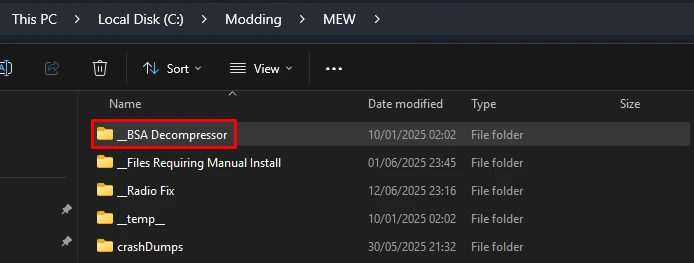 This PC > Local Disk (C:) > Modding > MEW >
Sort View ...
Name Date modified Type Size
__BSA Decompressor 10/01/2025 02:02 File folder
__Files Requiring Manual Install 01/06/2025 23:45 File folder
__Radio Fix 12/06/2025 23:16 File folder
__temp__ 10/01/2025 02:02 File folder
crashDumps 30/05/2025 21:32 File folder